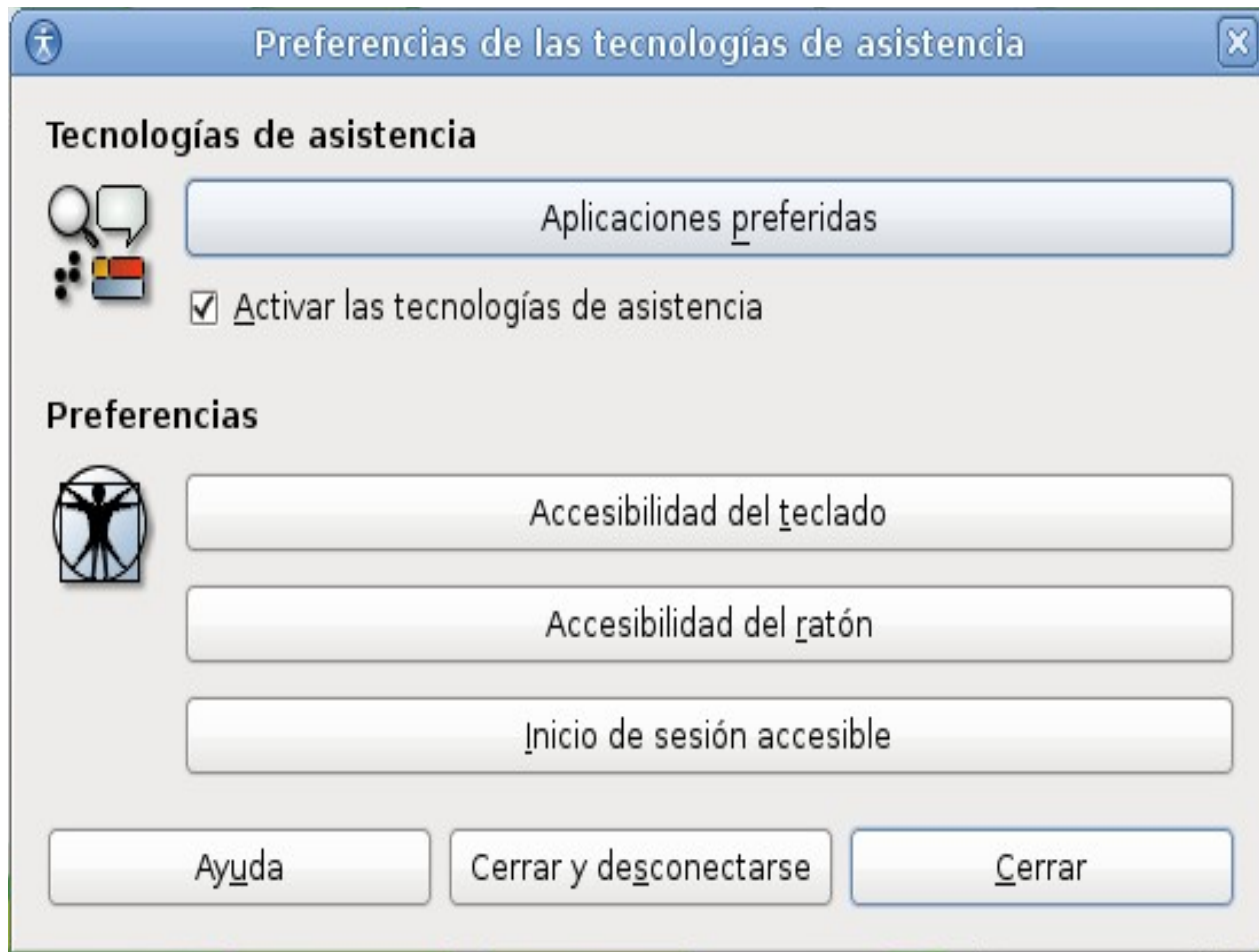 Preferencias de las tecnologías de asistencia
Tecnologías de asistencia
Aplicaciones preferidas
Activar las tecnologías de asistencia
Preferencias
Accesibilidad del teclado
Accesibilidad del ratón
Inicio de sesión accesible
Ayuda
Cerrar y desconectarse
Cerrar